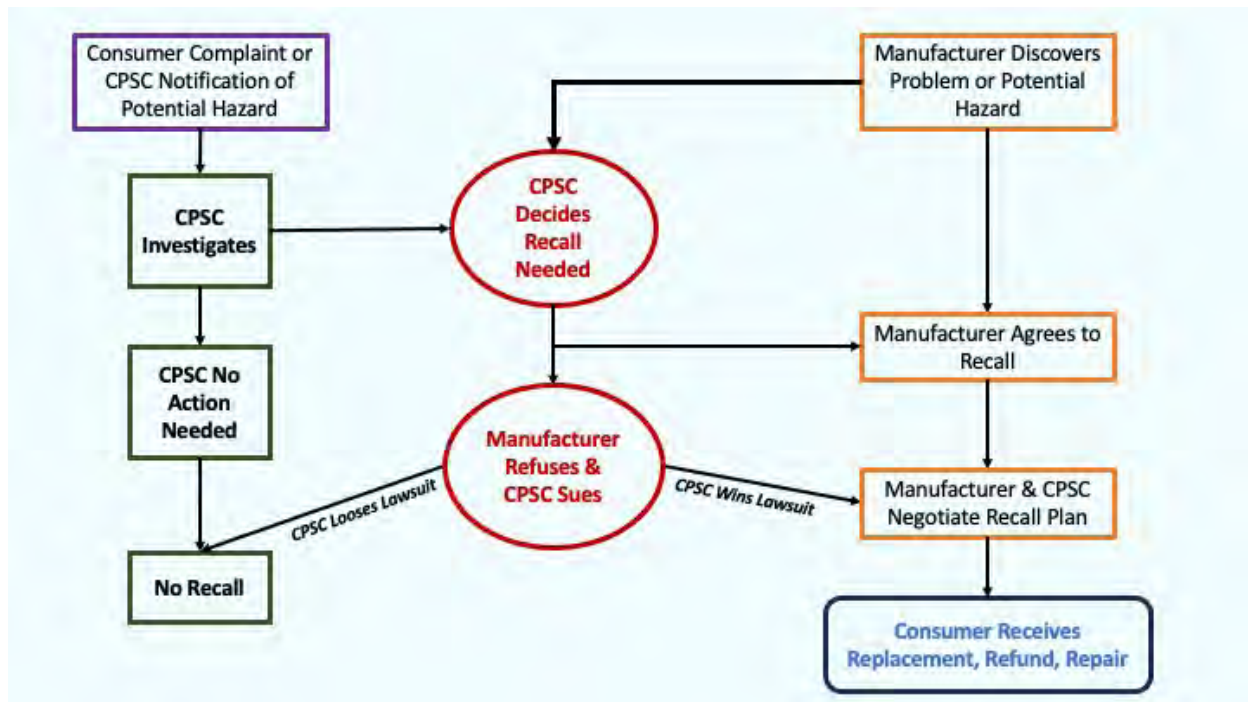 Consumer Complaint or
CPSC Notification of
Potential Hazard
Manufacturer Discovers
Problem or Potential
Hazard
CPSC
Investigates
CPSC
Decides
Recall
Needed
Manufacturer Agrees to
Recall
CPSC No
Action
Needed
Manufacturer
Refuses &
CPSC Sues
CPSC Looses Lawsuit
CPSC Wins Lawsuit
Manufacturer & CPSC
Negotiate Recall Plan
No Recall
Consumer Receives
Replacement, Refund, Repair